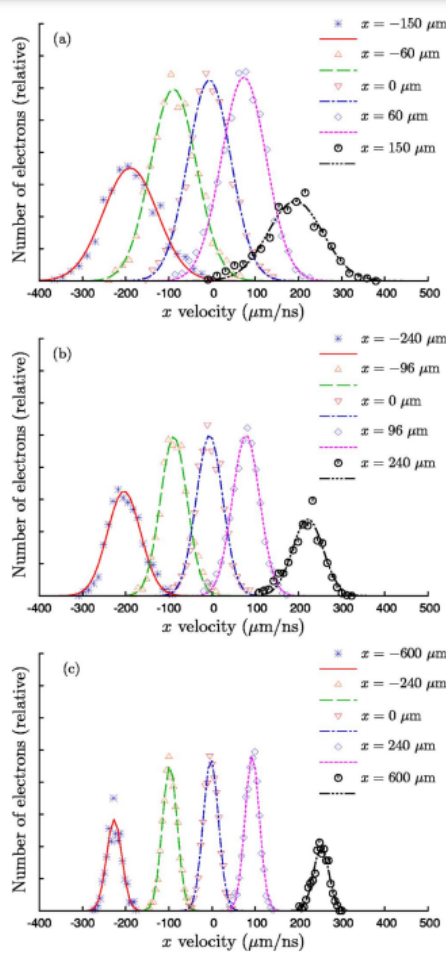 (a)
x = −150 μm
x = −60 μm
x = 0 μm
x = 60 μm
x = 150 μm
Number of electrons (relative)
-400 -300 -200 -100 0 100 200 300 400 500
x velocity (μm/ns)
(b)
x = −240 μm
x = −96 μm
x = 0 μm
x = 96 μm
x = 240 μm
Number of electrons (relative)
-400 -300 -200 -100 0 100 200 300 400 500
x velocity (μm/ns)
(c)
x = −600 μm
x = −240 μm
x = 0 μm
x = 240 μm
x = 600 μm
Number of electrons (relative)
-400 -300 -200 -100 0 100 200 300 400 500
x velocity (μm/ns)